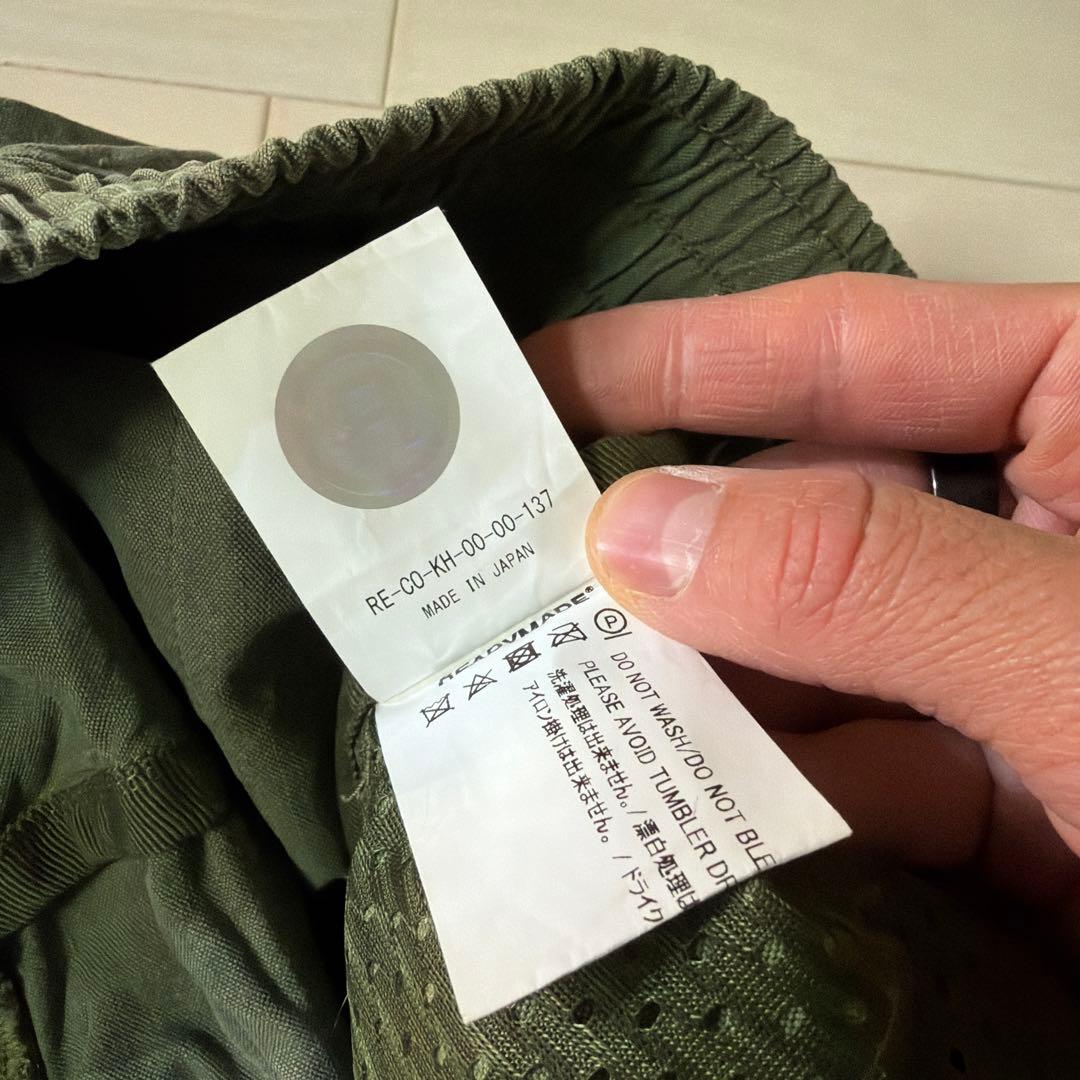 RE-CO-KH-00-00-137
MADE IN JAPAN
READYMADE®
P
DO NOT WASH/DO NOT BLE
PLEASE AVOID TUMBLER DR
洗濯処理は出来ません。/ 漂白処理は
アイロン掛けは出来ません。/ ドライク